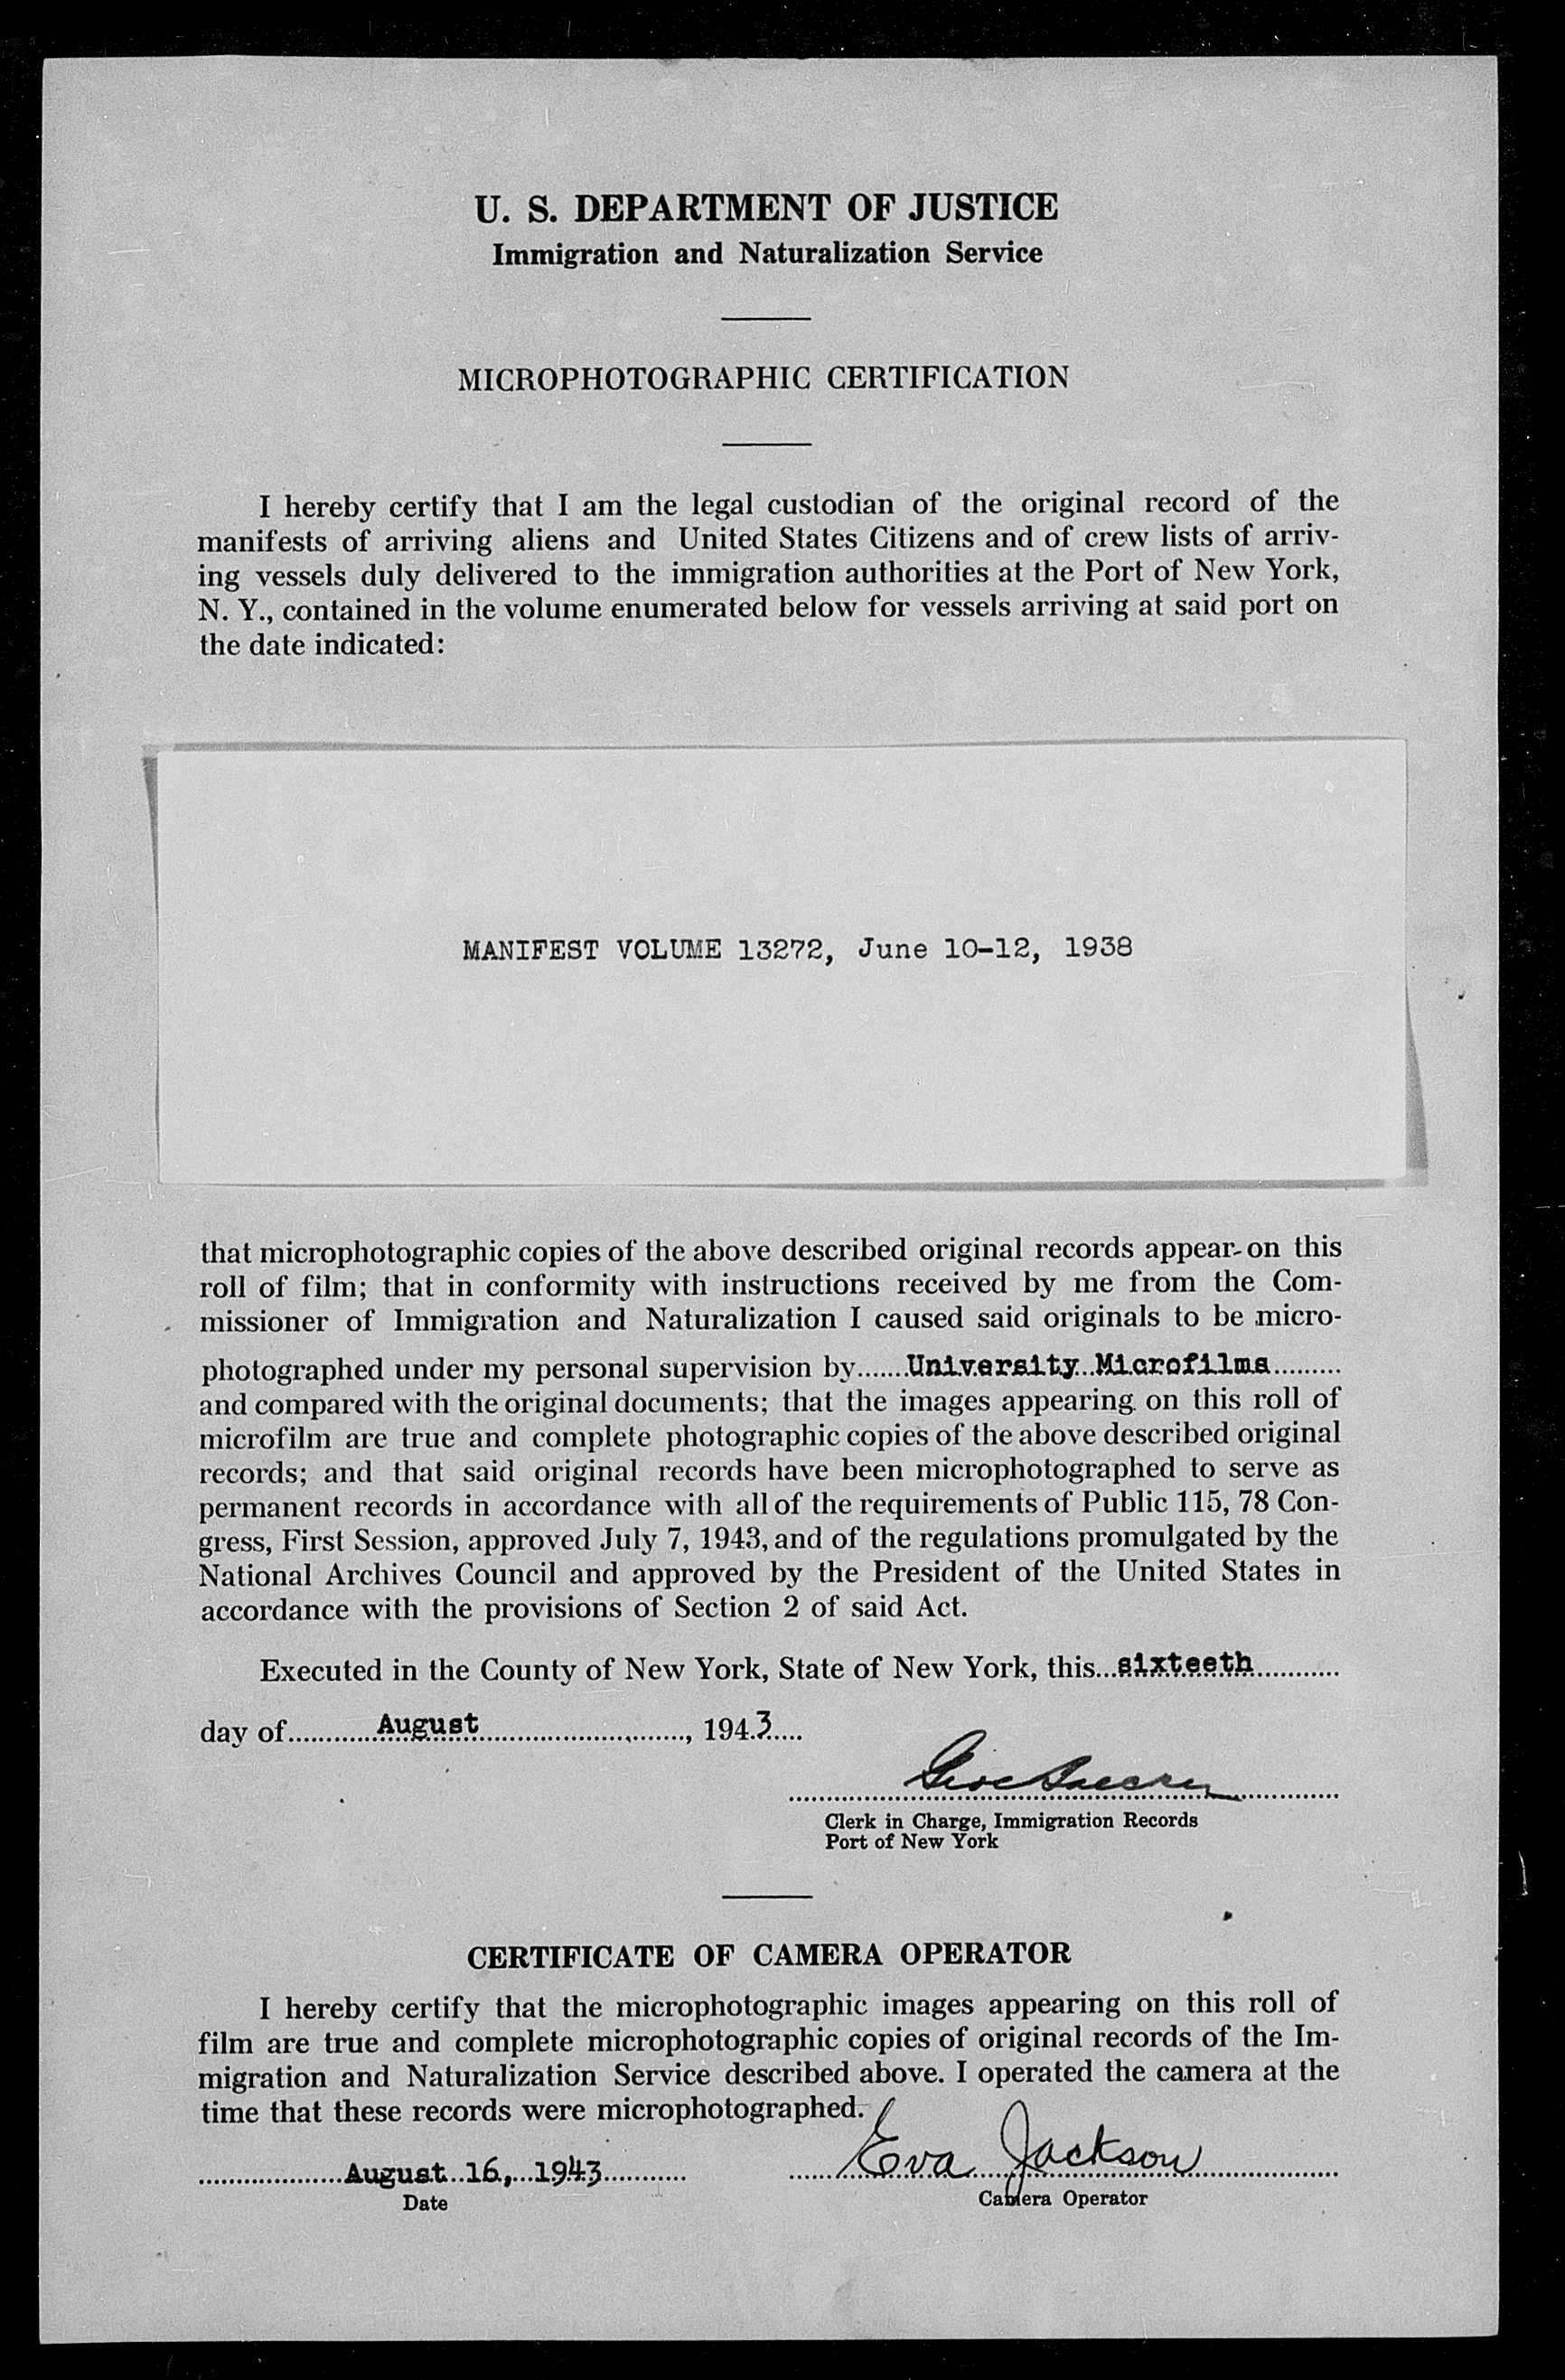 U. S. DEPARTMENT OF JUSTICE
Immigration and Naturalization Service
MICROPHOTOGRAPHIC CERTIFICATION
I hereby certify that I am the legal custodian of the original record of the
manifests of arriving aliens and United States Citizens and of crew lists of arriv-
ing vessels duly delivered to the immigration authorities at the Port of New York,
N. Y., contained in the volume enumerated below for vessels arriving at said port on
the date indicated:
MANIFEST VOLUME 13272, June 10-12, 1938
that microphotographic copies of the above described original records appear on this
roll of film; that in conformity with instructions received by me from the Com-
missioner of Immigration and Naturalization I caused said originals to be micro-
photographed under my personal supervision by University Microfilms
and compared with the original documents; that the images appearing on this roll of
microfilm are true and complete photographic copies of the above described original
records; and that said original records have been microphotographed to serve as
permanent records in accordance with all of the requirements of Public 115, 78 Con-
gress, First Session, approved July 7, 1943, and of the regulations promulgated by the
National Archives Council and approved by the President of the United States in
accordance with the provisions of Section 2 of said Act.
Executed in the County of New York, State of New York, this sixteeth
day of August, 1943
Clerk in Charge, Immigration Records
Port of New York
CERTIFICATE OF CAMERA OPERATOR
I hereby certify that the microphotographic images appearing on this roll of
film are true and complete microphotographic copies of original records of the Im-
migration and Naturalization Service described above. I operated the camera at the
time that these records were microphotographed.
August 16, 1943 Eva Jackson
Date Camera Operator